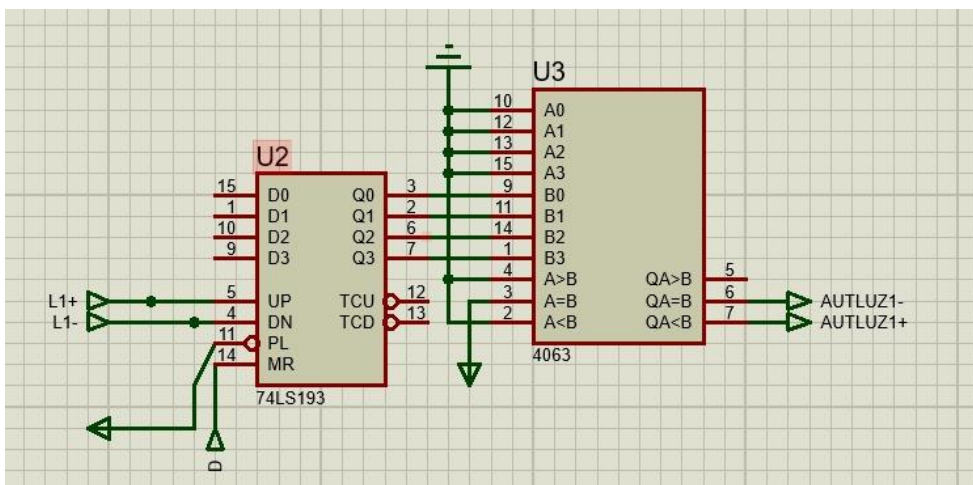 U3
10 A0
12 A1
13 A2
15 A3
9 B0
11 B1
14 B2
1 B3
4 A>B QA>B 5
3 A=B QA=B 6 AUTLUZ1-
2 A<B QA<B 7 AUTLUZ1+
4063
U2
15 D0 Q0 3
1 D1 Q1 2
10 D2 Q2 6
9 D3 Q3 7
L1+ 5 UP TCU 12
L1- 4 DN TCD 13
11 PL
14 MR
74LS193
D